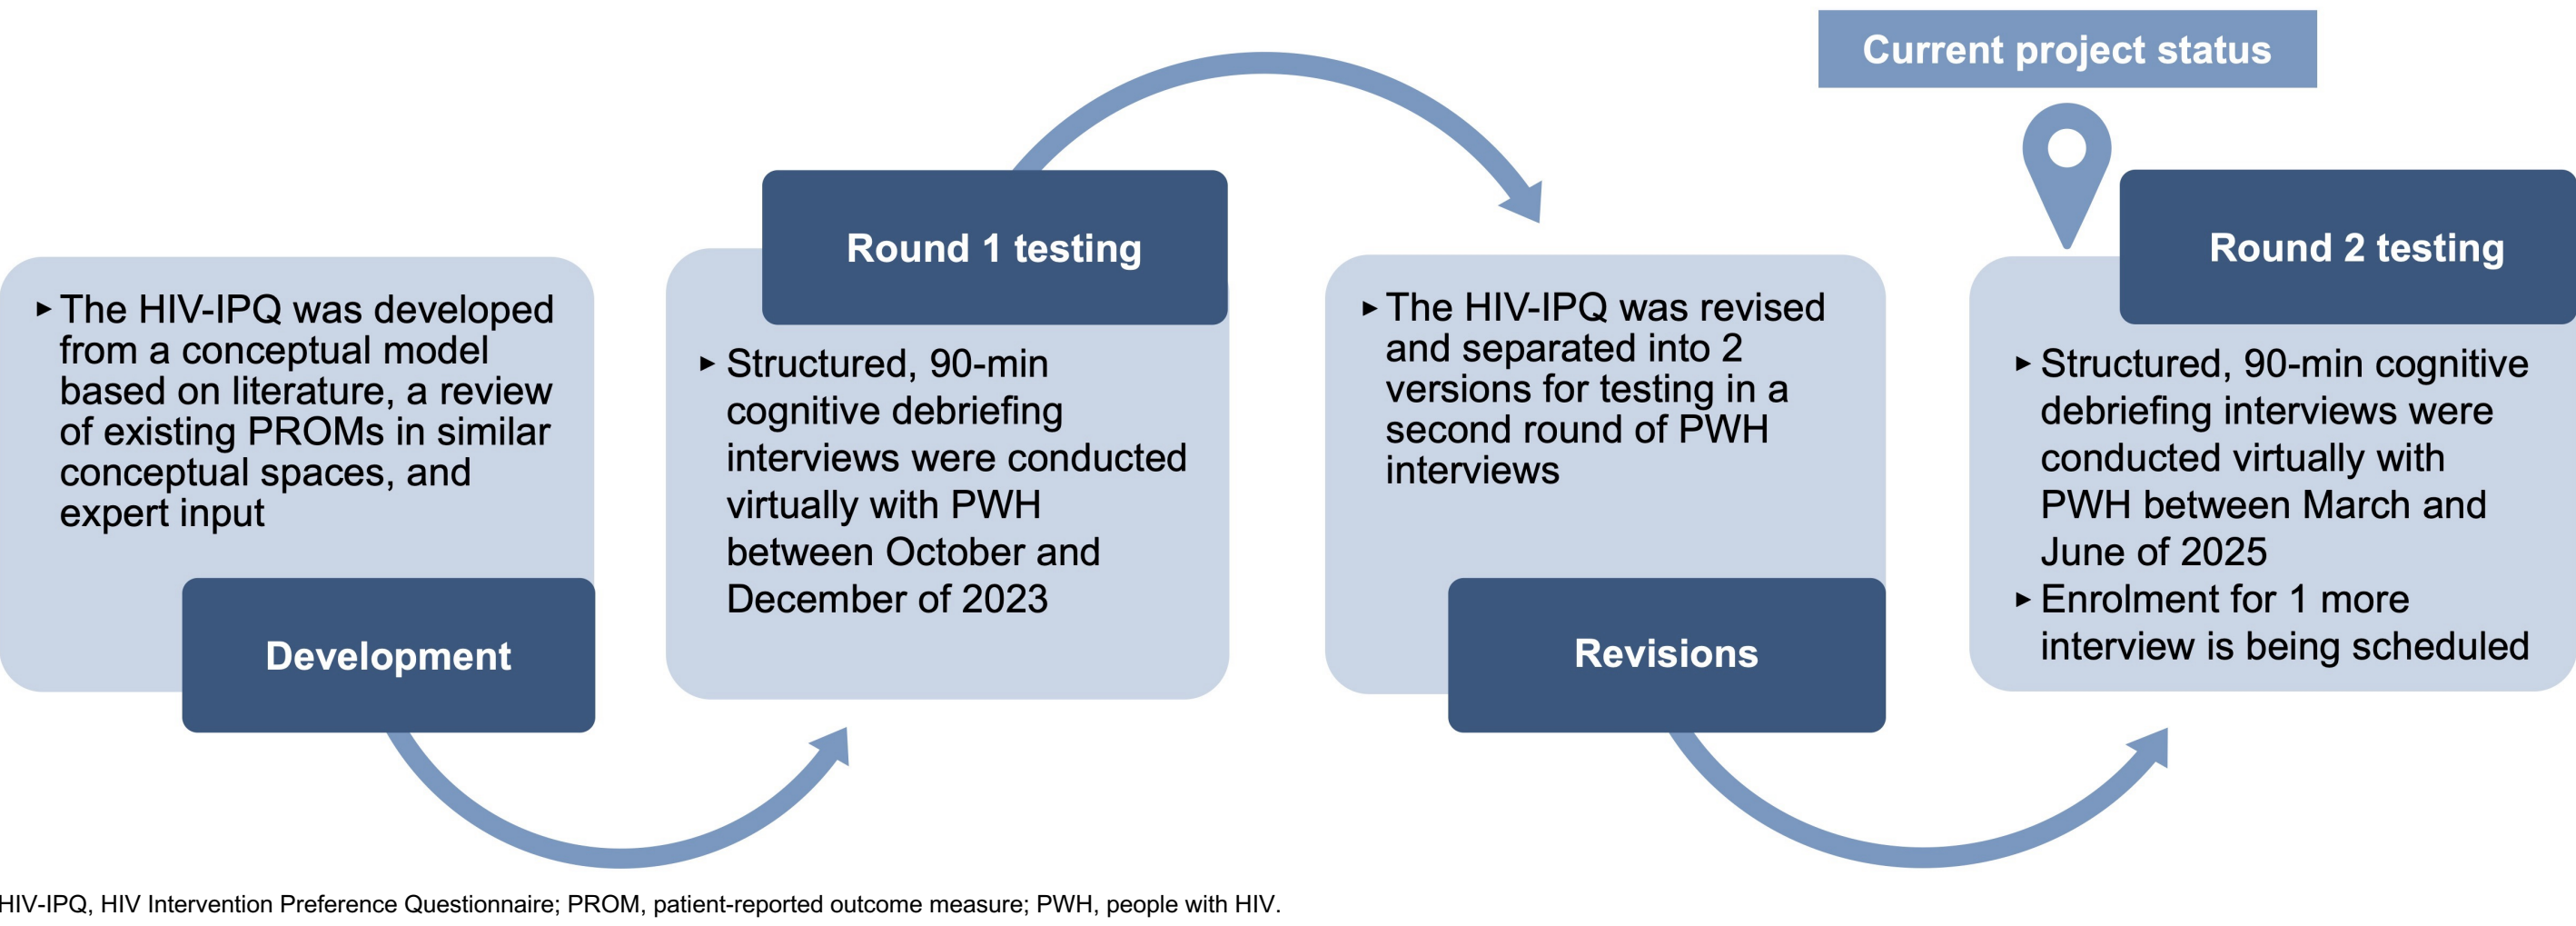 Current project status
Development
▸ The HIV-IPQ was developed
from a conceptual model
based on literature, a review
of existing PROMs in similar
conceptual spaces, and
expert input
Round 1 testing
▸ Structured, 90-min
cognitive debriefing
interviews were conducted
virtually with PWH
between October and
December of 2023
Revisions
▸ The HIV-IPQ was revised
and separated into 2
versions for testing in a
second round of PWH
interviews
Round 2 testing
▸ Structured, 90-min cognitive
debriefing interviews were
conducted virtually with
PWH between March and
June of 2025
▸ Enrolment for 1 more
interview is being scheduled
HIV-IPQ, HIV Intervention Preference Questionnaire; PROM, patient-reported outcome measure; PWH, people with HIV.